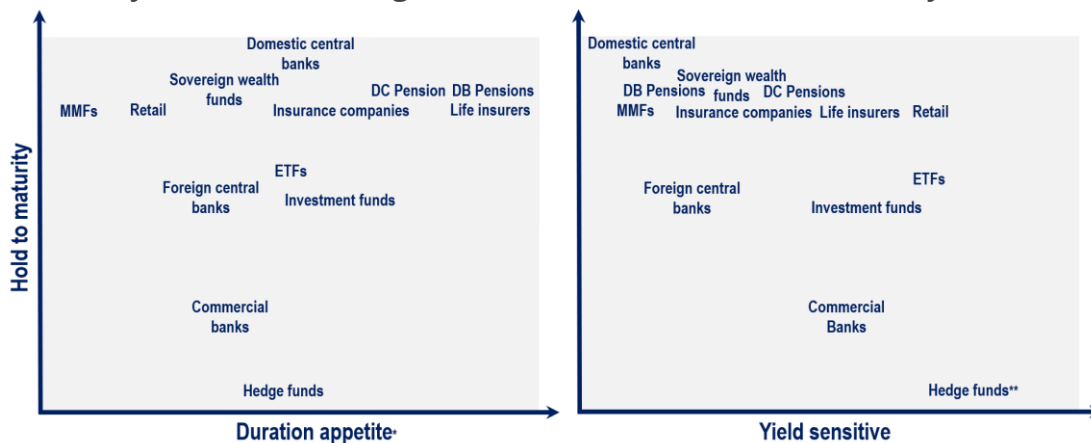 Domestic central
banks
Sovereign wealth
funds
DC Pension
DB Pensions
MMFs
Retail
Insurance companies
Life insurers
ETFs
Foreign central
banks
Investment funds
Commercial
banks
Hedge funds
Hold to maturity
Duration appetite*
Domestic central
banks
Sovereign wealth
funds
DB Pensions
DC Pensions
MMFs
Insurance companies
Life insurers
Retail
ETFs
Foreign central
banks
Investment funds
Commercial
Banks
Hedge funds**
Yield sensitive